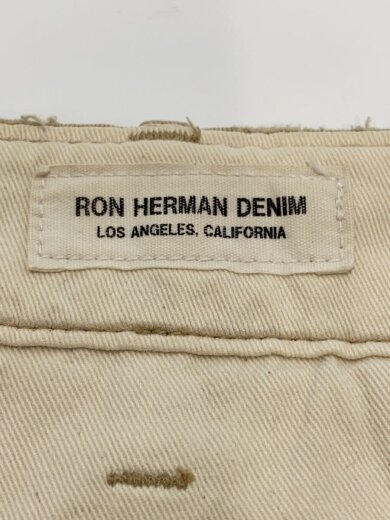 RON HERMAN DENIM
LOS ANGELES, CALIFORNIA